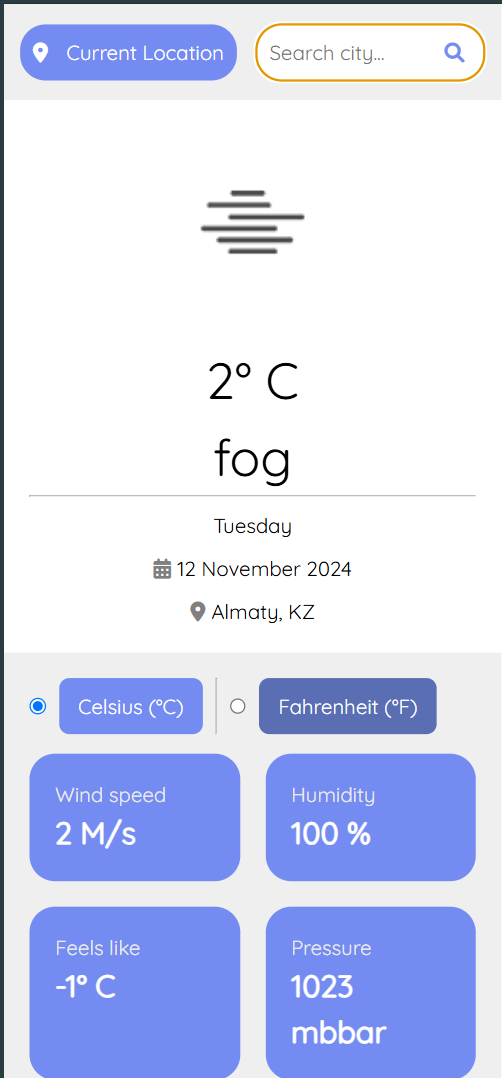 Current Location
Search city...
2° C
fog
Tuesday
12 November 2024
Almaty, KZ
Celsius (°C)
Fahrenheit (°F)
Wind speed
2 M/s
Humidity
100 %
Feels like
-1° C
Pressure
1023
mbbar